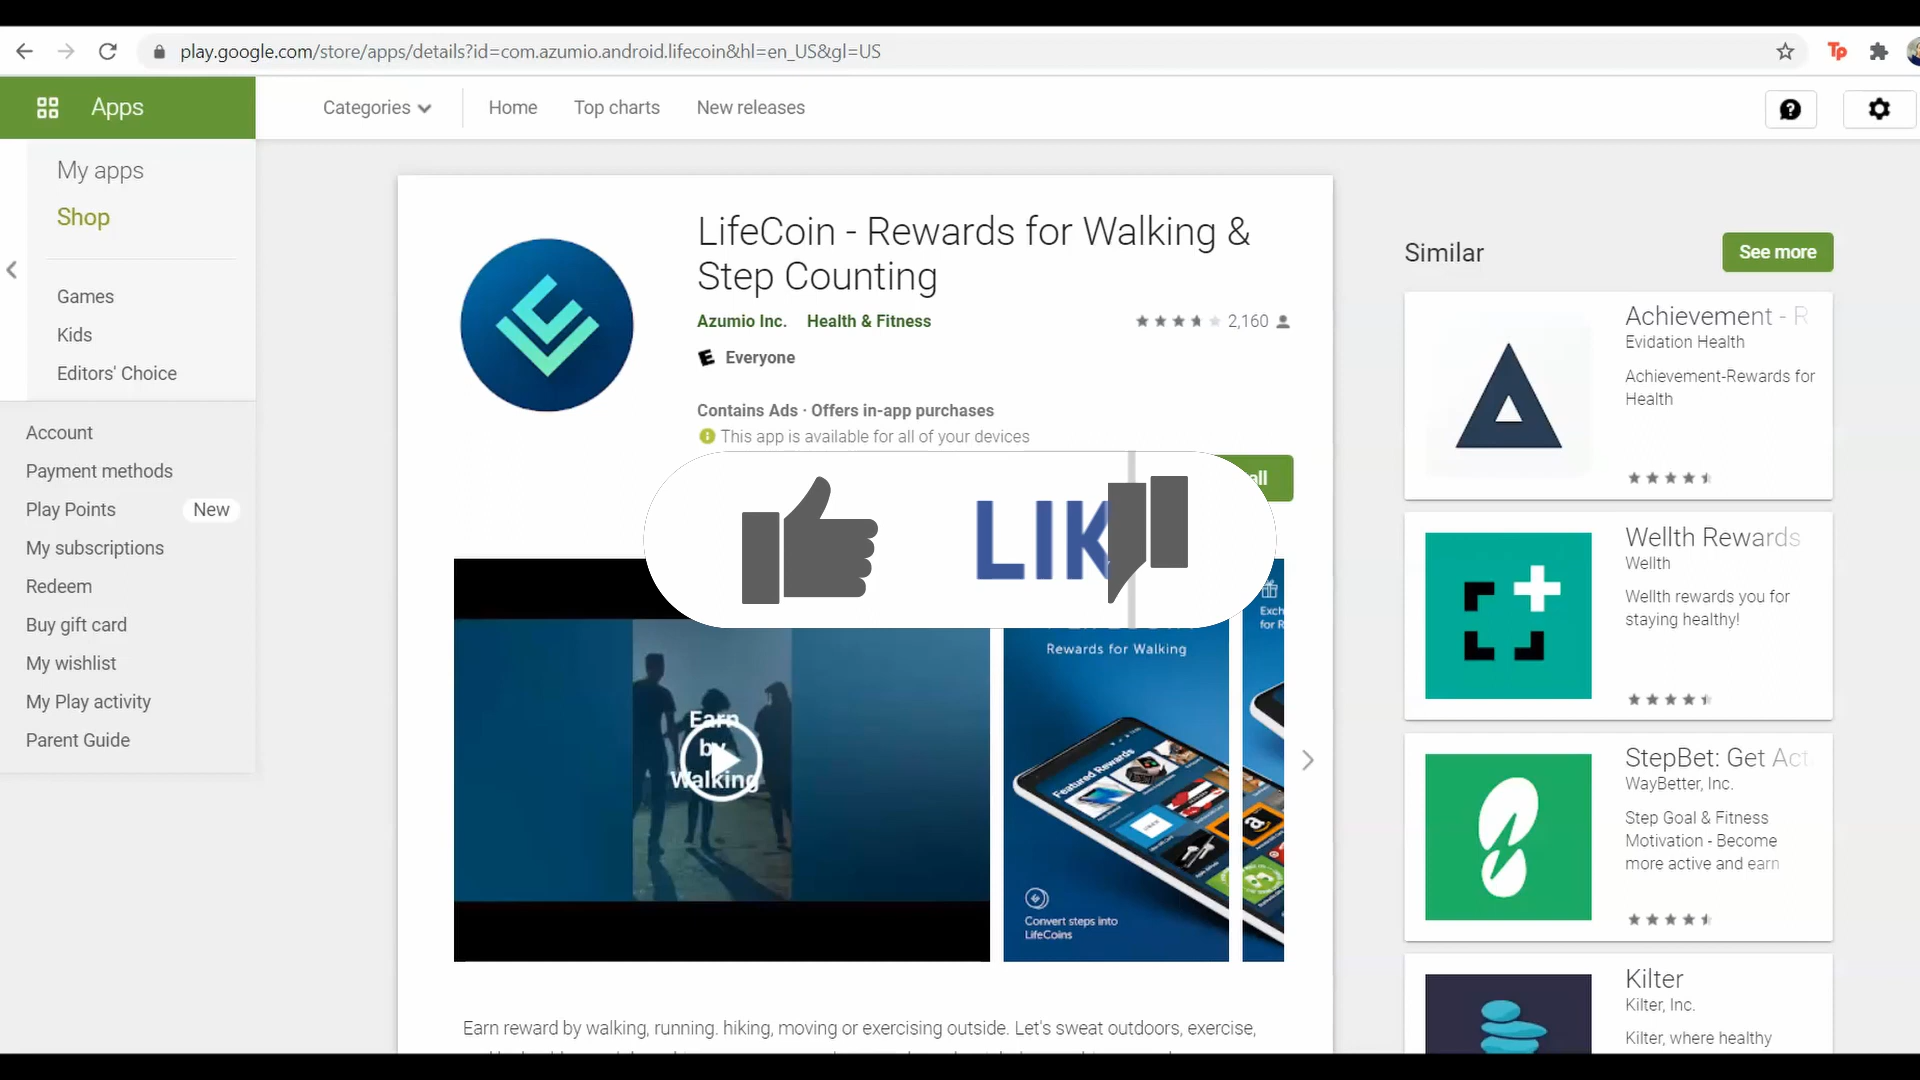 play.google.com/store/apps/details?id=com.azumio.android.lifecoin&hl=en_US&gl=US
Tp
Apps
Categories
Home
Top charts
New releases
My apps
Shop
Games
Kids
Editors' Choice
Account
Payment methods
Play Points
New
My subscriptions
Redeem
Buy gift card
My wishlist
My Play activity
Parent Guide
LifeCoin - Rewards for Walking &
Step Counting
Azumio Inc.
Health & Fitness
2,160
E
Everyone
Contains Ads · Offers in-app purchases
This app is available for all of your devices
LIK
Earn
by
Walking
Rewards for Walking
Featured Rewards
Convert steps into
LifeCoins
Earn reward by walking, running. hiking, moving or exercising outside. Let's sweat outdoors, exercise,
Similar
See more
Achievement - R
Evidation Health
Achievement-Rewards for
Health
Wellth Rewards
Wellth
Wellth rewards you for
staying healthy!
StepBet: Get Act
WayBetter, Inc.
Step Goal & Fitness
Motivation - Become
more active and earn
Kilter
Kilter, Inc.
Kilter, where healthy